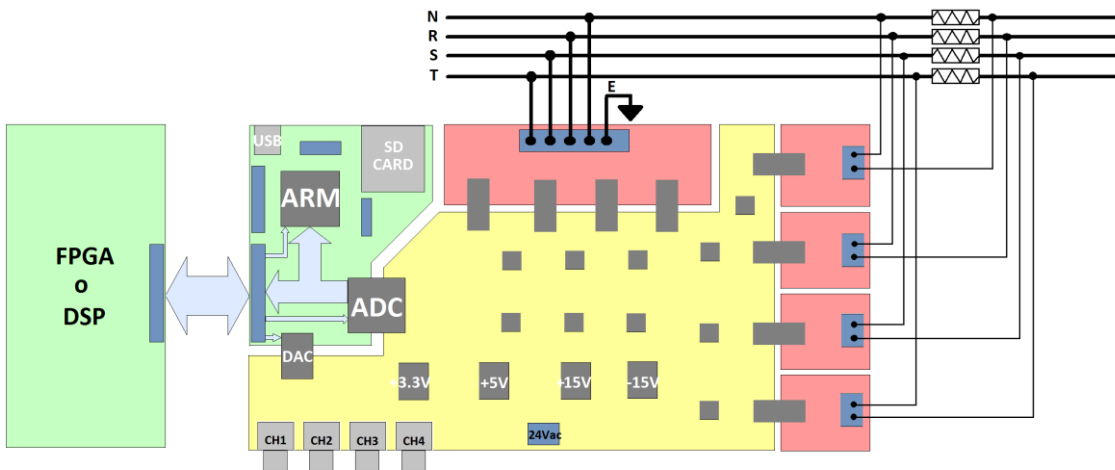 N
R
S
T
E
USB
SD
CARD
ARM
FPGA
o
DSP
ADC
DAC
+3.3V
+5V
+15V
-15V
CH1
CH2
CH3
CH4
24Vac